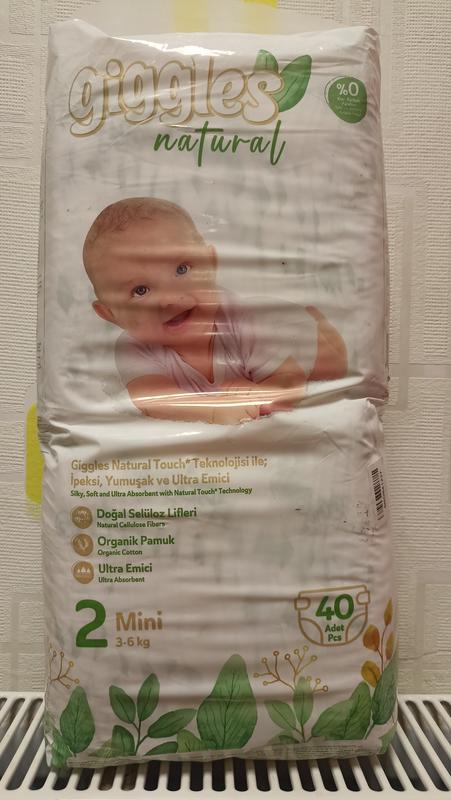 giggles
natural
%0
Giggles Natural Touch* Teknolojisi ile;
İpeksi, Yumuşak ve Ultra Emici
Silky, Soft and Ultra Absorbent with Natural Touch* Technology
Doğal Selüloz Lifleri
Natural Cellulose Fibers
Organik Pamuk
Organic Cotton
Ultra Emici
Ultra Absorbent
2 Mini
3-6 kg
40
Adet
Pcs